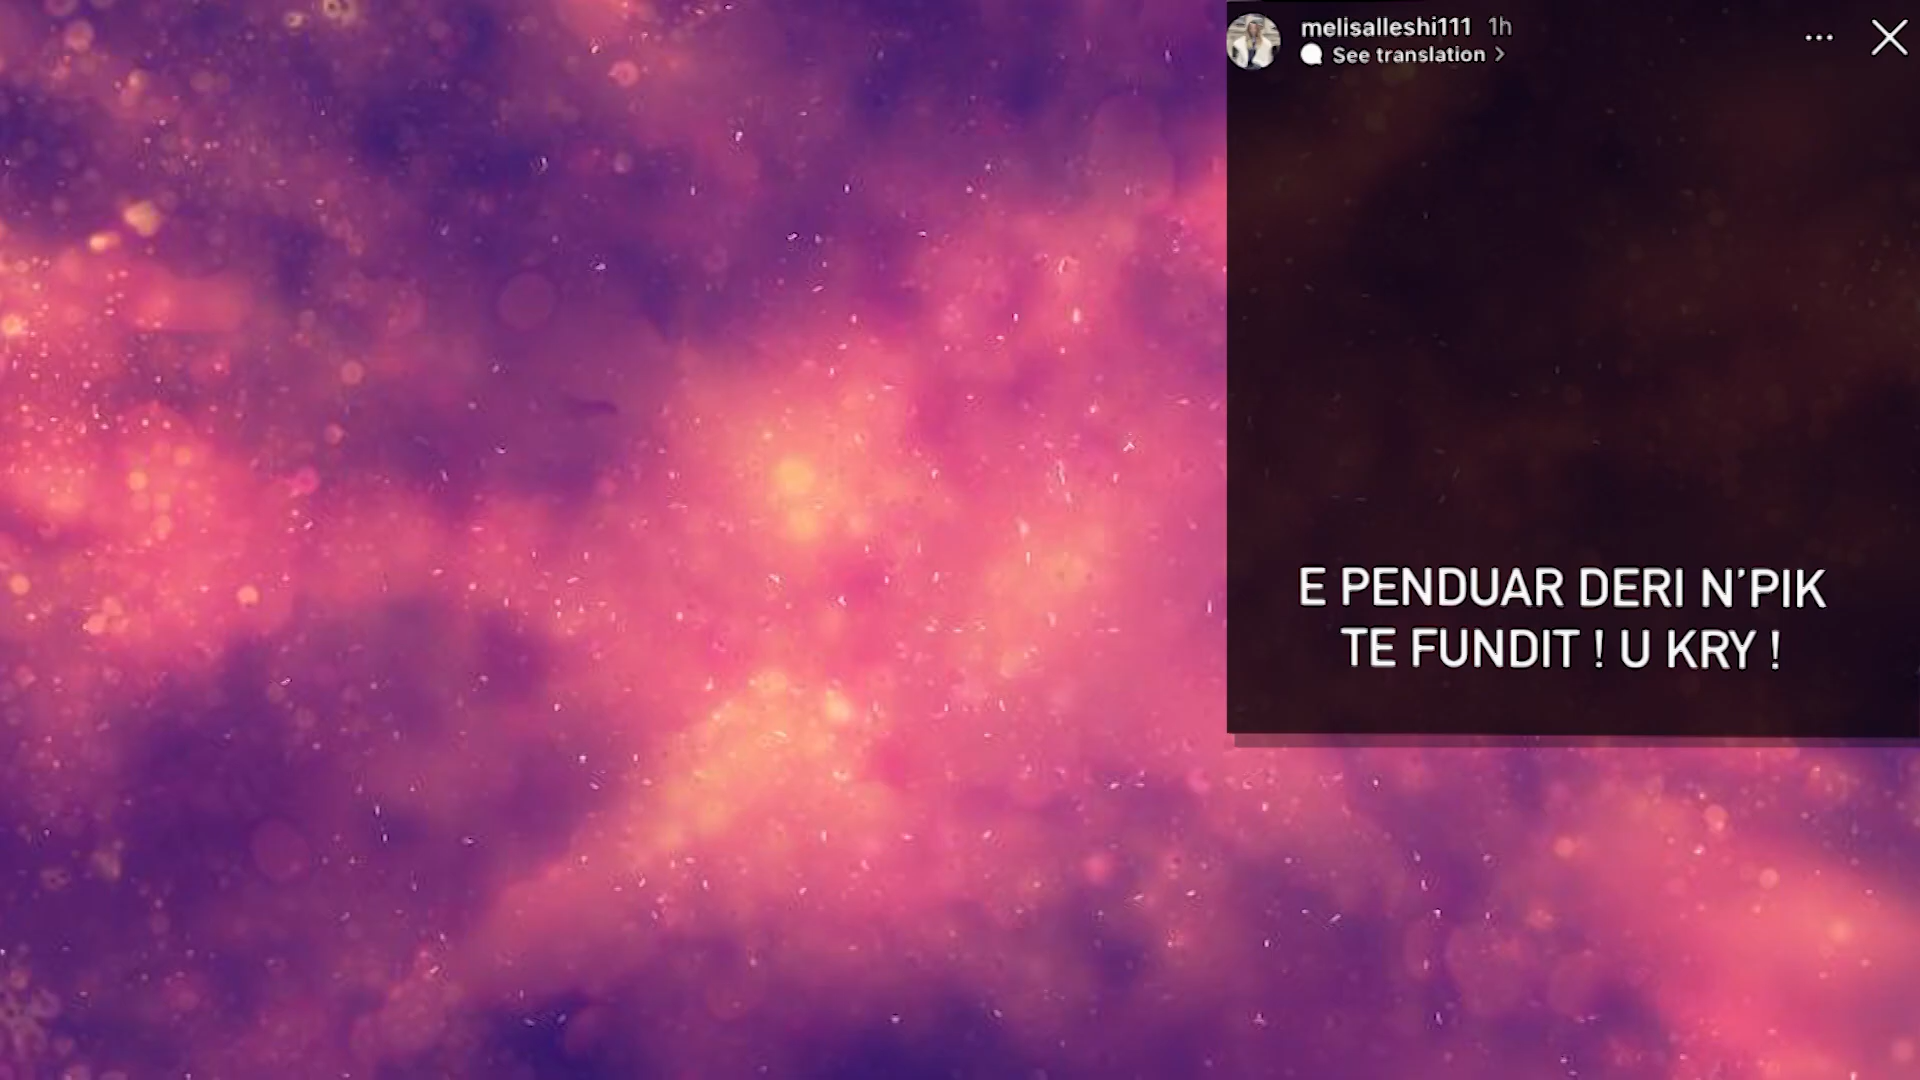 melisalleshi111 1h
See translation >
E PENDUAR DERI N'PIK
TE FUNDIT ! U KRY !